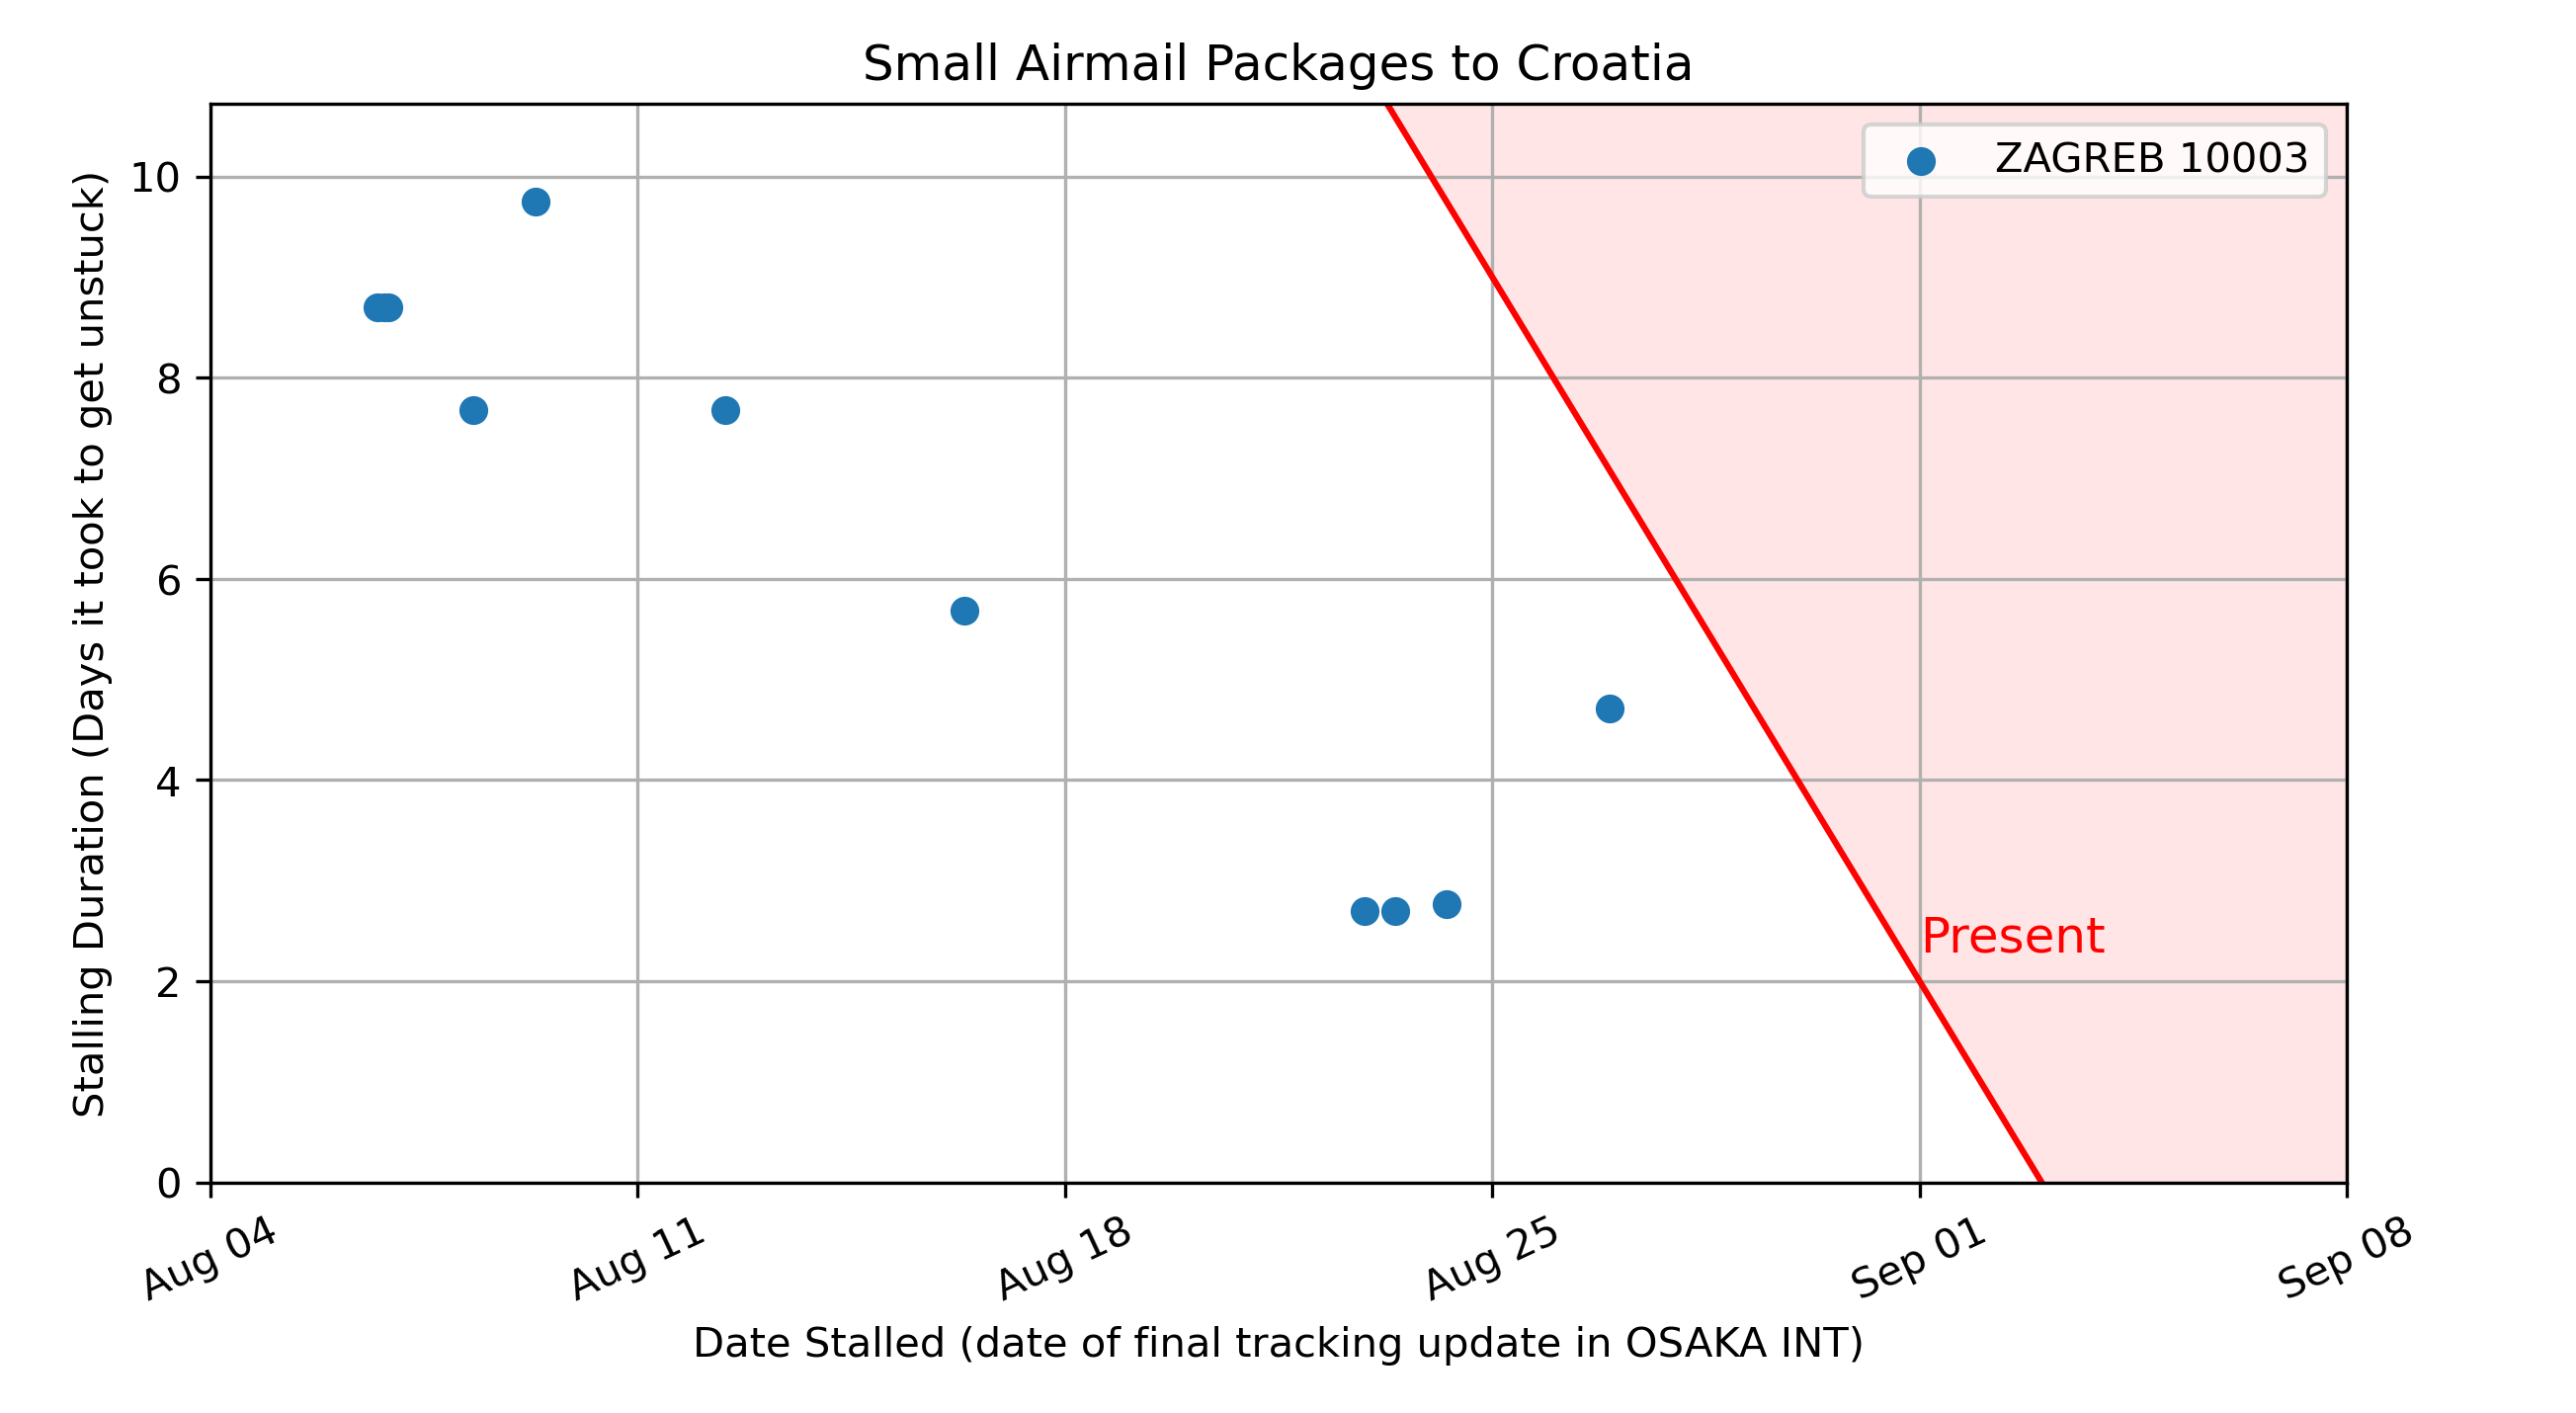 Small Airmail Packages to Croatia
ZAGREB 10003
Stalling Duration (Days it took to get unstuck)
10
8
6
4
2
0
Present
Aug 04
Aug 11
Aug 18
Aug 25
Sep 01
Sep 08
Date Stalled (date of final tracking update in OSAKA INT)